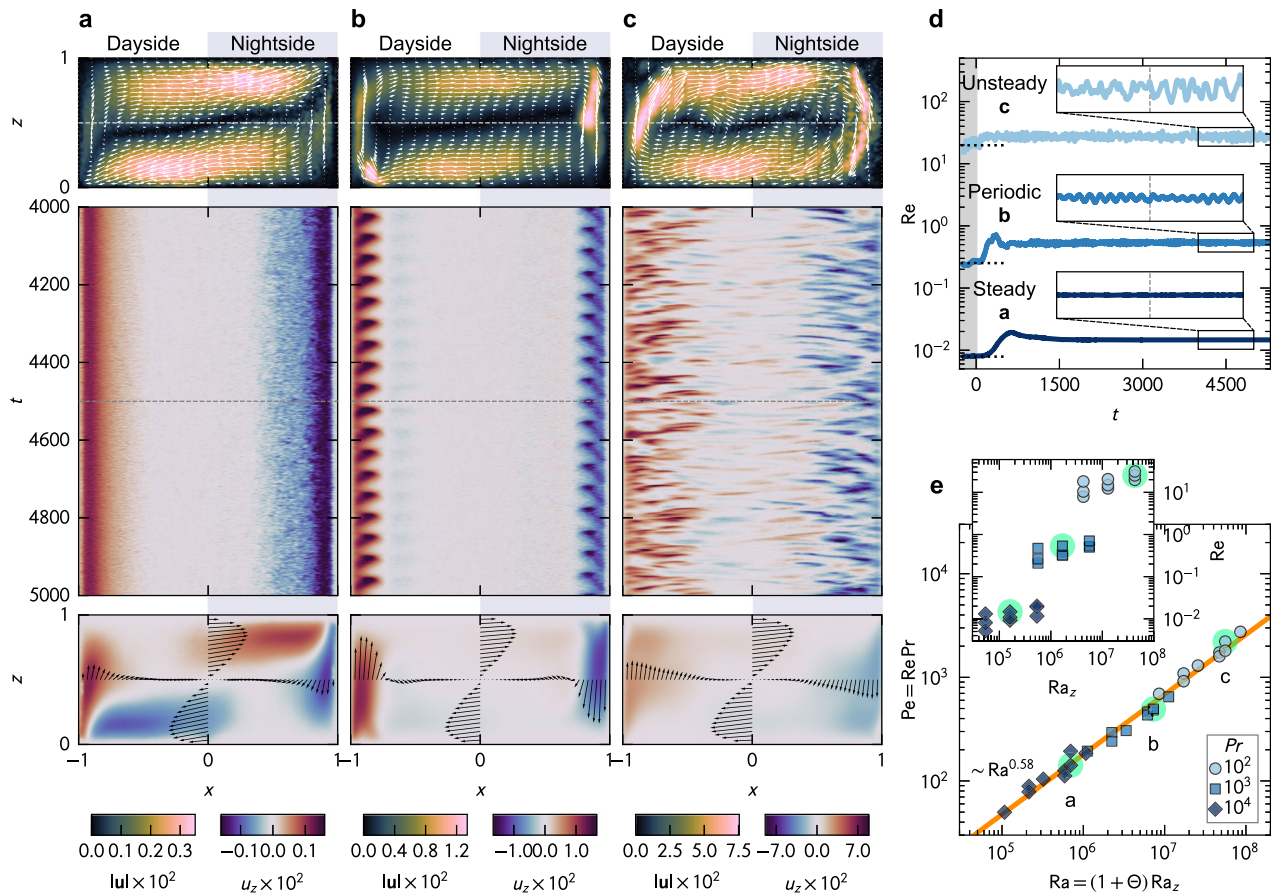 a
b
c
d
Dayside Nightside
Dayside Nightside
Dayside Nightside
1
z
0
4000
4200
4400
t
4600
4800
5000
1
z
0
−1 0 1
x
−1 0 1
x
−1 0 1
x
0.0 0.1 0.2 0.3
|u| × 10²
−0.1 0.0 0.1
u_z × 10²
0.0 0.4 0.8 1.2
|u| × 10²
−1.0 0.0 1.0
u_z × 10²
0.0 2.5 5.0 7.5
|u| × 10²
−7.0 0.0 7.0
u_z × 10²
Unsteady
c
Periodic
b
Steady
a
10²
10¹
10⁰
10⁻¹
10⁻²
Re
0 1500 3000 4500
t
e
10¹
10⁰
10⁻¹
10⁻²
Re
10⁵ 10⁶ 10⁷ 10⁸
Ra_z
10⁴
10³
10²
Pe = Re Pr
~ Ra^0.58
a
b
c
Pr
10²
10³
10⁴
10⁵ 10⁶ 10⁷ 10⁸
Ra = (1 + Θ) Ra_z